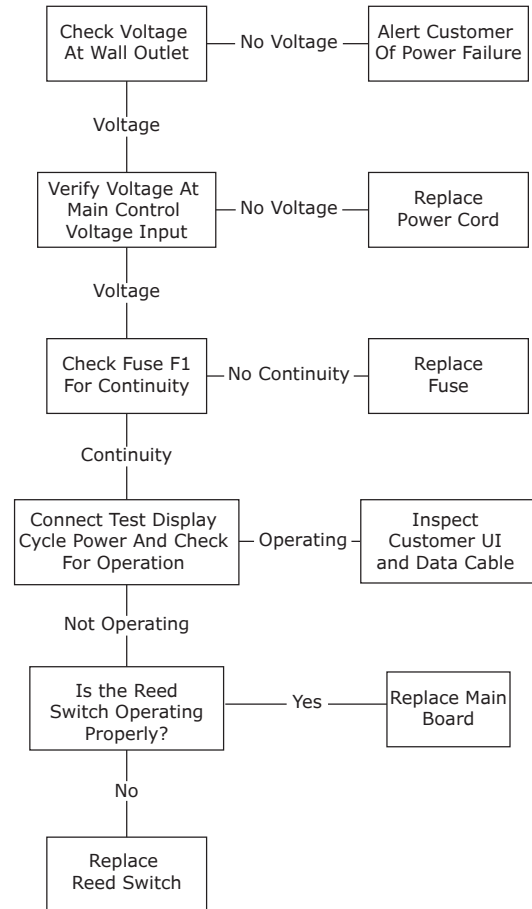 Check Voltage
At Wall Outlet
No Voltage
Alert Customer
Of Power Failure
Voltage
Verify Voltage At
Main Control
Voltage Input
No Voltage
Replace
Power Cord
Voltage
Check Fuse F1
For Continuity
No Continuity
Replace
Fuse
Continuity
Connect Test Display
Cycle Power And Check
For Operation
Operating
Inspect
Customer UI
and Data Cable
Not Operating
Is the Reed
Switch Operating
Properly?
Yes
Replace Main
Board
No
Replace
Reed Switch